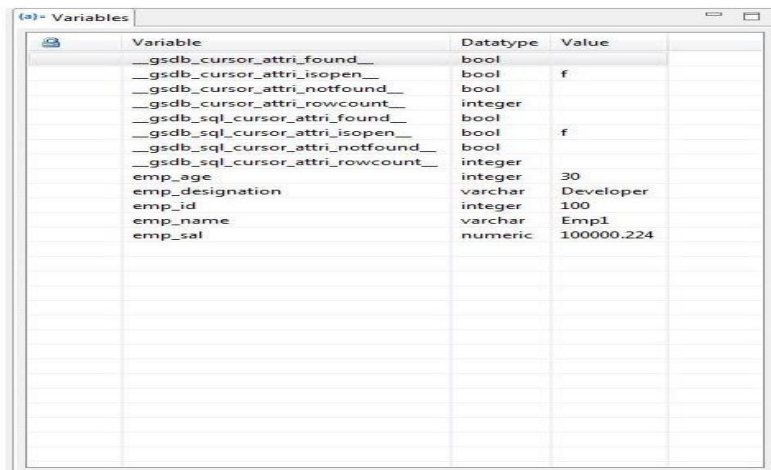 (a)= Variables
Variable Datatype Value
__gsdb_cursor_attri_found__ bool
__gsdb_cursor_attri_isopen__ bool f
__gsdb_cursor_attri_notfound__ bool
__gsdb_cursor_attri_rowcount__ integer
__gsdb_sql_cursor_attri_found__ bool
__gsdb_sql_cursor_attri_isopen__ bool f
__gsdb_sql_cursor_attri_notfound__ bool
__gsdb_sql_cursor_attri_rowcount__ integer
emp_age integer 30
emp_designation varchar Developer
emp_id integer 100
emp_name varchar Emp1
emp_sal numeric 100000.224